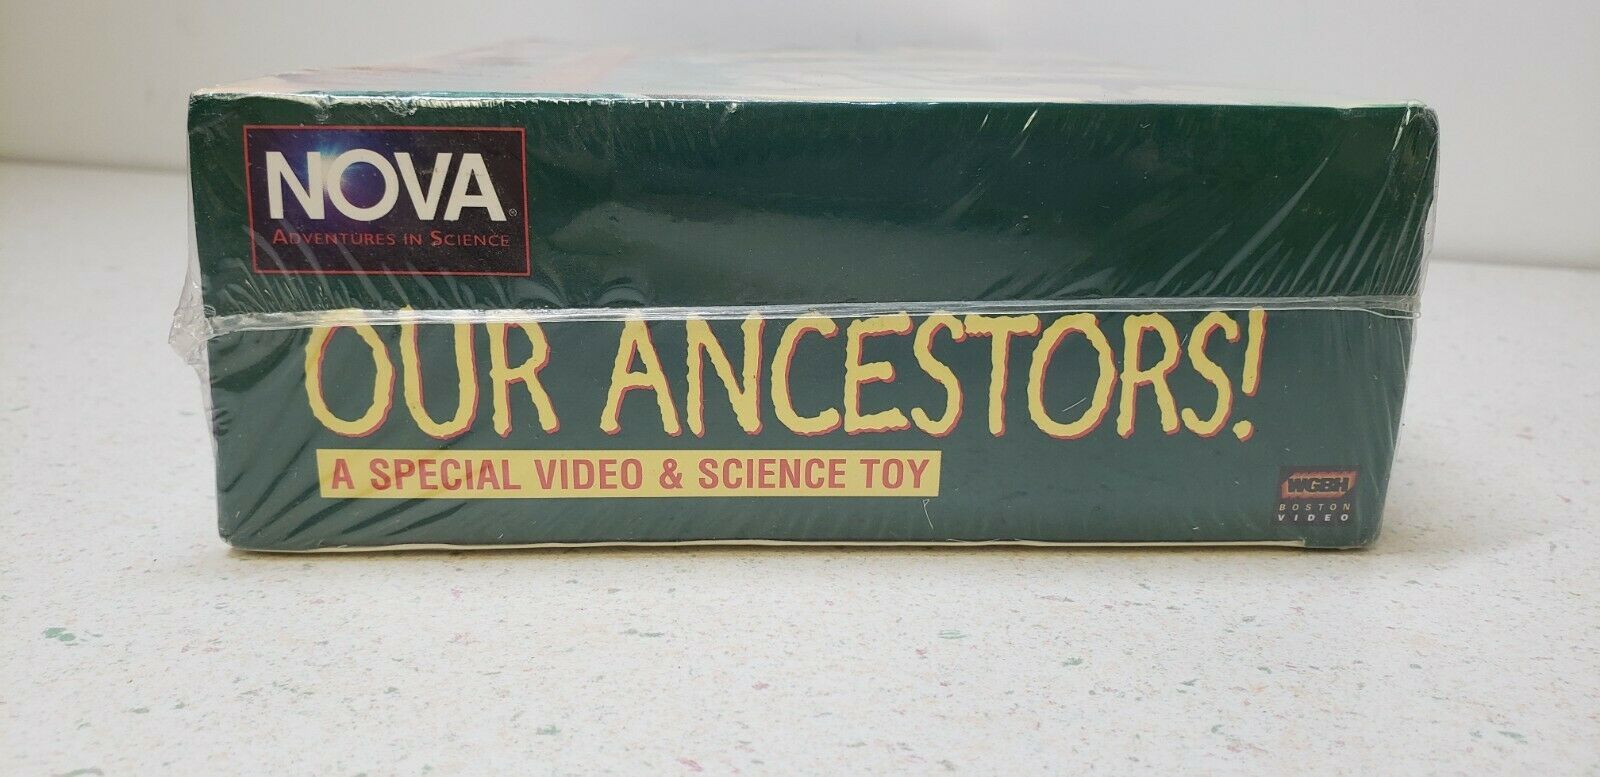 NOVA®
ADVENTURES IN SCIENCE
OUR ANCESTORS!
A SPECIAL VIDEO & SCIENCE TOY
WGBH
BOSTON
VIDEO